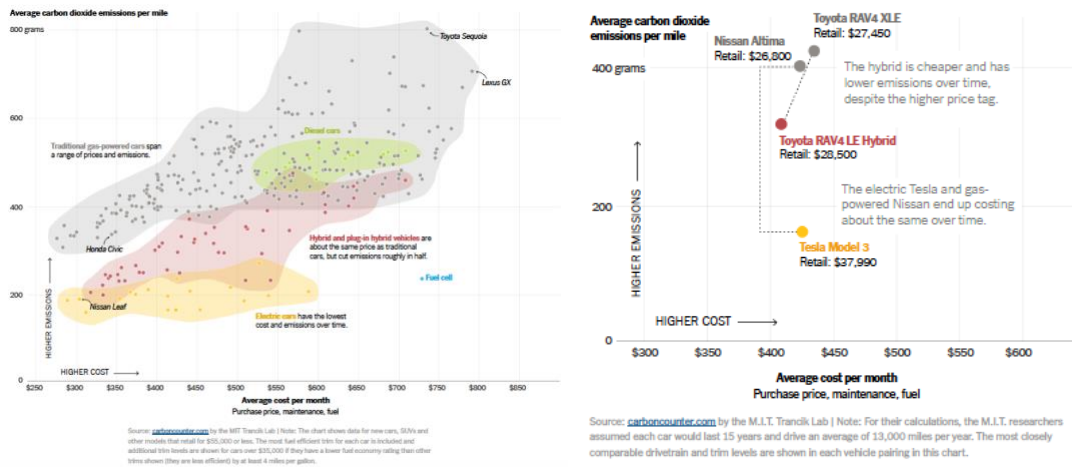 Average carbon dioxide emissions per mile
800 grams
Toyota Sequoia
Lexus GX
600
Diesel cars
Traditional gas-powered cars span
a range of prices and emissions.
400
Honda Civic
Hybrid and plug-in hybrid vehicles are
about the same price as traditional
cars, but cut emissions roughly in half.
Fuel cell
200
Nissan Leaf
Electric cars have the lowest
cost and emissions over time.
HIGHER EMISSIONS
HIGHER COST
0
$250 $300 $350 $400 $450 $500 $550 $600 $650 $700 $750 $800 $850
Average cost per month
Purchase price, maintenance, fuel
Source: carboncounter.com by the MIT Trancik Lab | Note: The chart shows data for new cars, SUVs and
other models that retail for $55,000 or less. The most fuel efficient trim for each car is included and
additional trim levels are shown for cars over $35,000 if they have a lower fuel economy rating than other
trims shown (they are less efficient) by at least 4 miles per gallon.
Average carbon dioxide
emissions per mile
Toyota RAV4 XLE
Retail: $27,450
Nissan Altima
Retail: $26,800
400 grams
The hybrid is cheaper and has
lower emissions over time,
despite the higher price tag.
Toyota RAV4 LE Hybrid
Retail: $28,500
The electric Tesla and gas-
powered Nissan end up costing
about the same over time.
200
Tesla Model 3
Retail: $37,990
HIGHER EMISSIONS
HIGHER COST
0
$300 $350 $400 $450 $500 $550 $600
Average cost per month
Purchase price, maintenance, fuel
Source: carboncounter.com by the M.I.T. Trancik Lab | Note: For their calculations, the M.I.T. researchers
assumed each car would last 15 years and drive an average of 13,000 miles per year. The most closely
comparable drivetrain and trim levels are shown in each vehicle pairing in this chart.